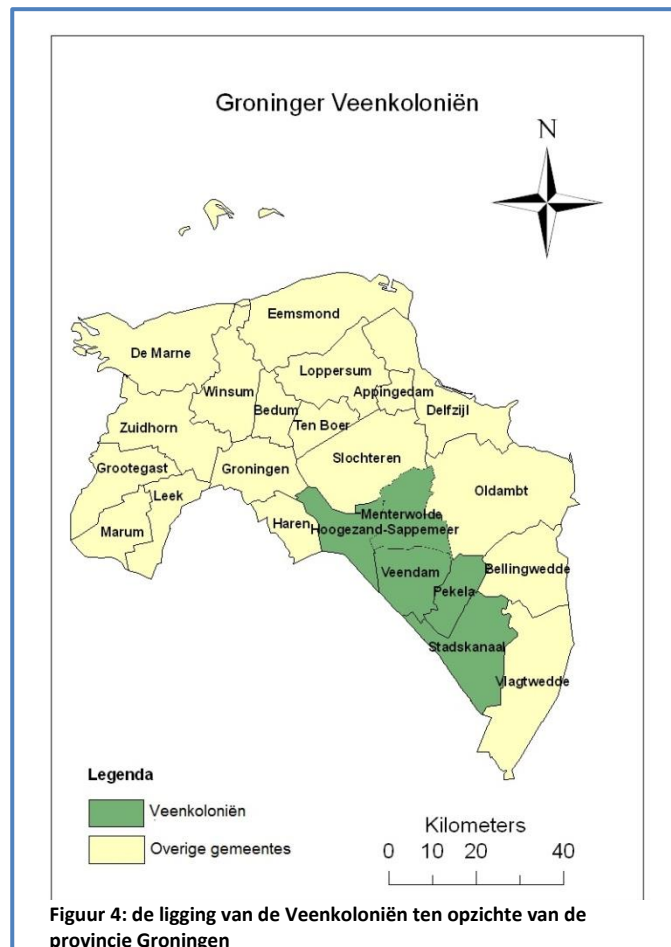 Groninger Veenkoloniën
N
Eemsmond
De Marne
Loppersum
Winsum
Appingedam
Bedum
Delfzijl
Ten Boer
Zuidhorn
Slochteren
Grootegast
Groningen
Oldambt
Leek
Menterwolde
Marum
Haren
Hoogezand-Sappemeer
Veendam
Bellingwedde
Pekela
Stadskanaal
Vlagtwedde
Legenda
Veenkoloniën
Overige gemeentes
Kilometers
0 10 20 40
Figuur 4: de ligging van de Veenkoloniën ten opzichte van de
provincie Groningen